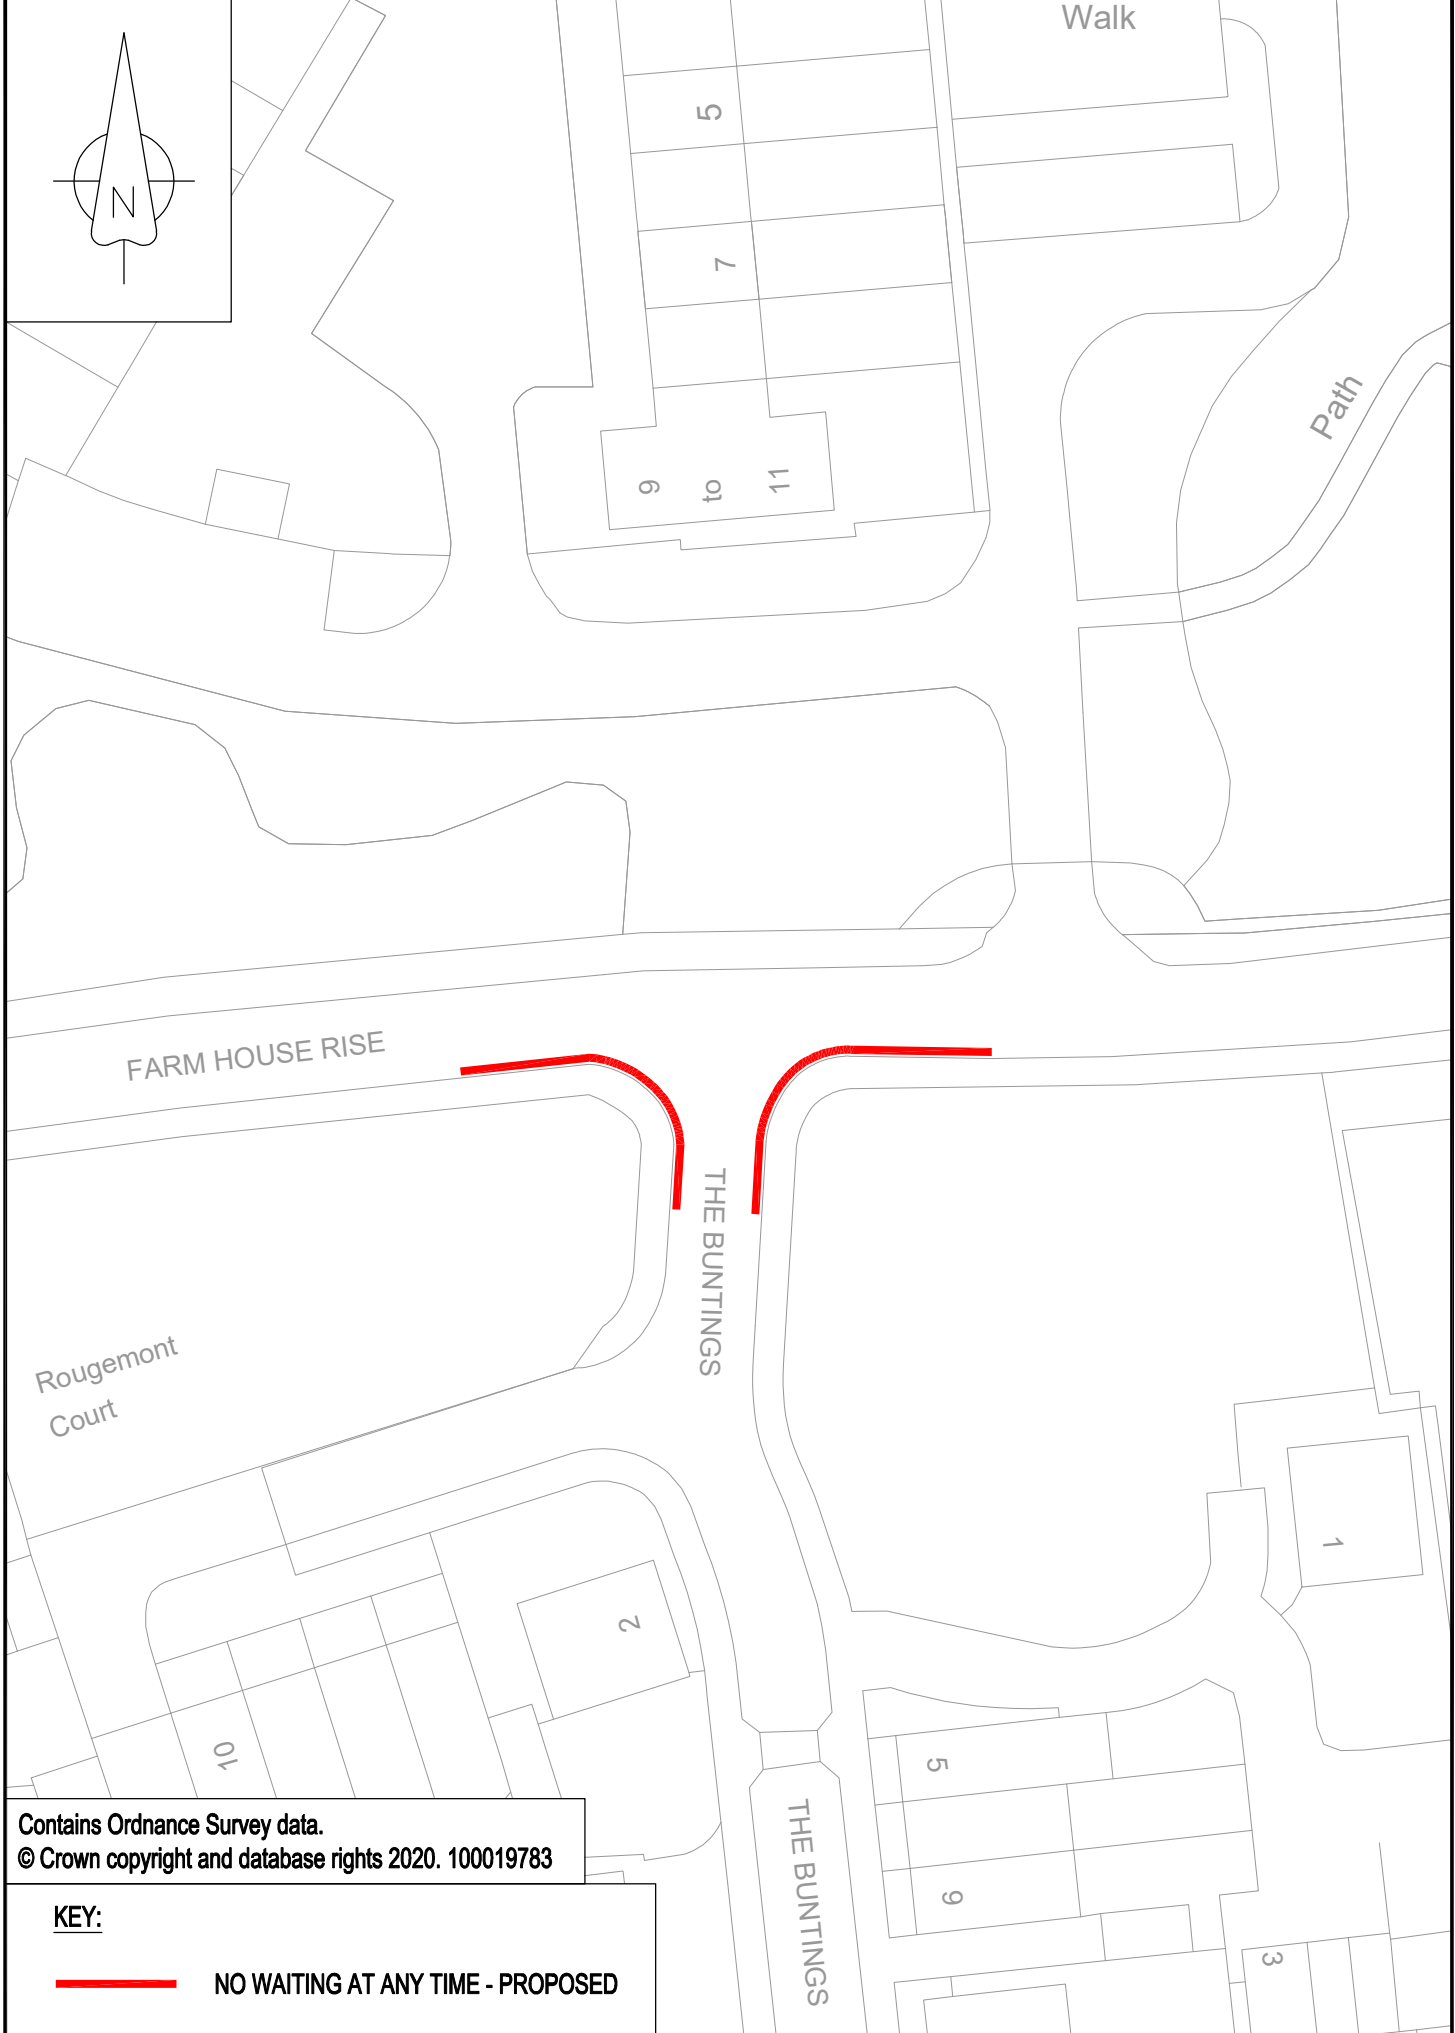 Walk
N
5
7
9
to
11
Path
FARM HOUSE RISE
THE BUNTINGS
Rougemont
Court
1
2
10
5
9
3
THE BUNTINGS
Contains Ordnance Survey data.
© Crown copyright and database rights 2020. 100019783
KEY:
NO WAITING AT ANY TIME - PROPOSED